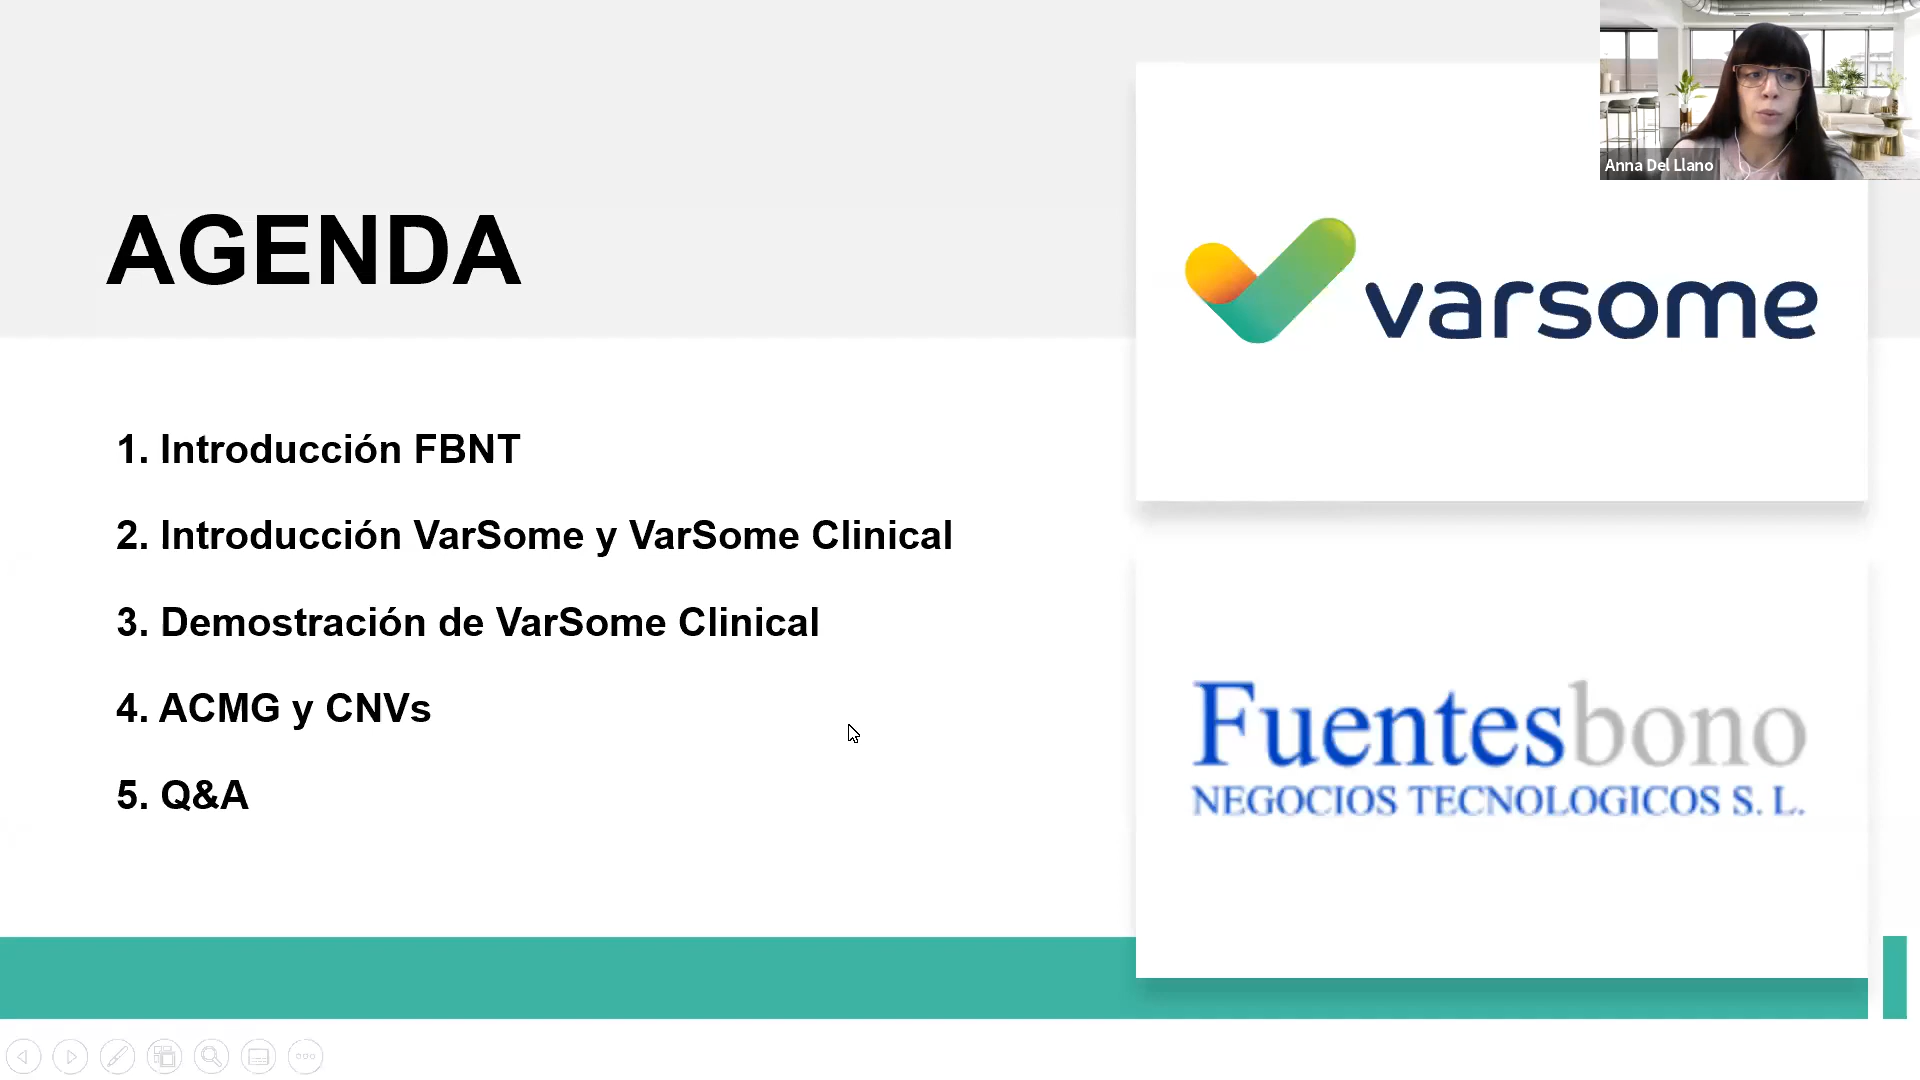 Anna Del Llano
AGENDA
varsome
1. Introducción FBNT
2. Introducción VarSome y VarSome Clinical
3. Demostración de VarSome Clinical
4. ACMG y CNVs
5. Q&A
Fuentesbono
NEGOCIOS TECNOLOGICOS S. L.